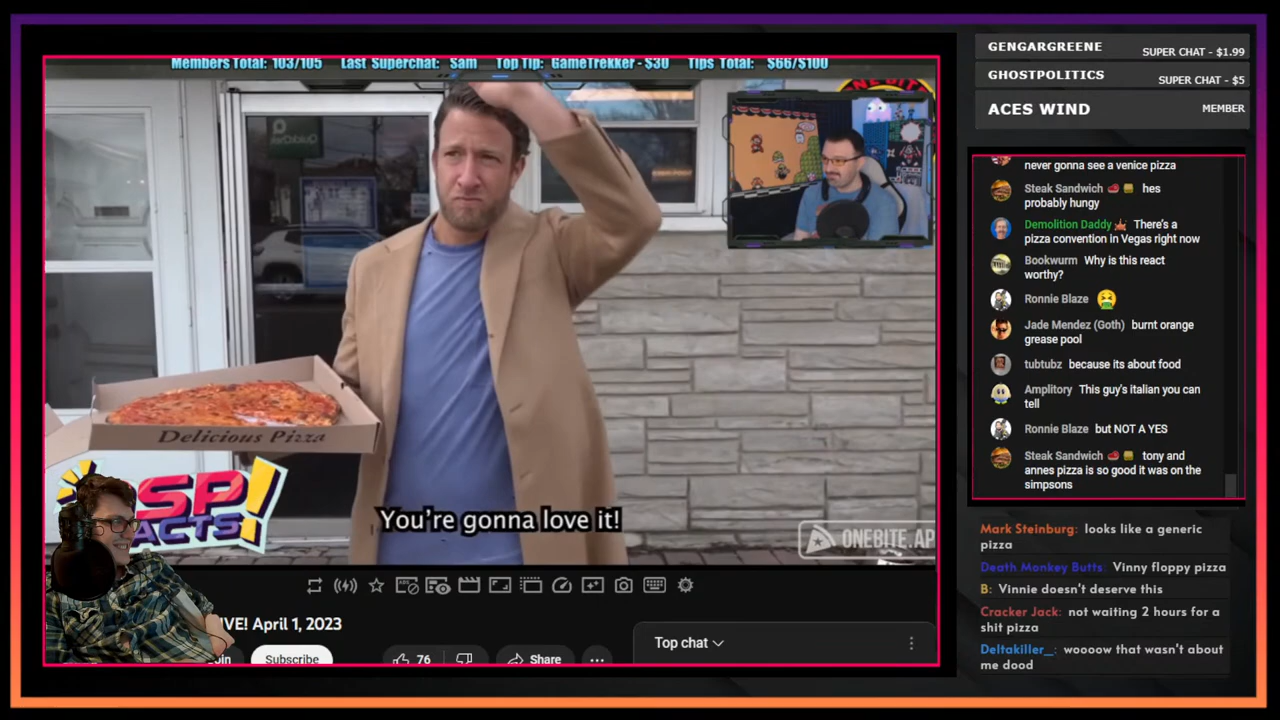 Members Total: 103/105 Last Superchat: Sam Top Tip: GameTrekker - $30 Tips Total: $66/$100
Delicious Pizza
SP
ACTS!
You're gonna love it!
ONEBITE.AP
IVE! April 1, 2023
oin
Subscribe
76
Share
Top chat
GENGARGREENE
SUPER CHAT - $1.99
GHOSTPOLITICS
SUPER CHAT - $5
ACES WIND
MEMBER
never gonna see a venice pizza
Steak Sandwich hes
probably hungy
Demolition Daddy There's a
pizza convention in Vegas right now
Bookwurm Why is this react
worthy?
Ronnie Blaze
Jade Mendez (Goth) burnt orange
grease pool
tubtubz because its about food
Amplitory This guy's italian you can
tell
Ronnie Blaze but NOT A YES
Steak Sandwich tony and
annes pizza is so good it was on the
simpsons
Mark Steinburg: looks like a generic
pizza
Death Monkey Butts: Vinny floppy pizza
B: Vinnie doesn't deserve this
Cracker Jack: not waiting 2 hours for a
shit pizza
Deltakiller_: woooow that wasn't about
me dood